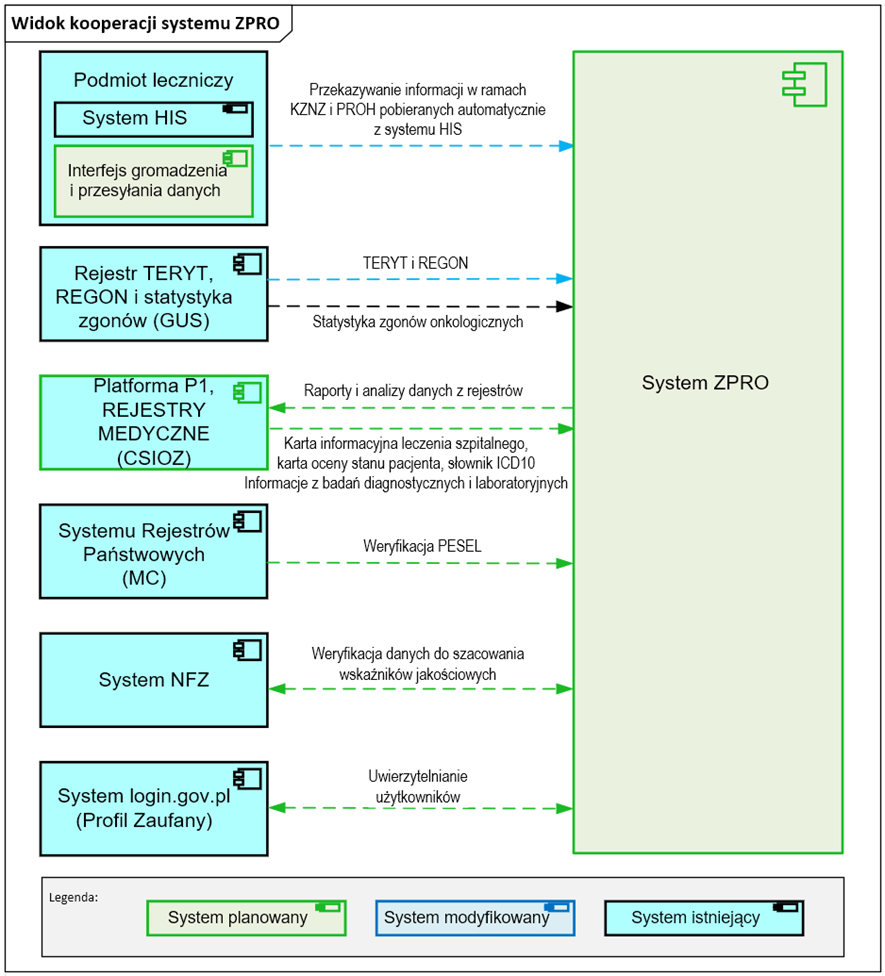 Widok kooperacji systemu ZPRO
Podmiot leczniczy
System HIS
Interfejs gromadzenia
i przesyłania danych
Przekazywanie informacji w ramach
KZNZ i PROH pobieranych automatycznie
z systemu HIS
Rejestr TERYT,
REGON i statystyka
zgonów (GUS)
TERYT i REGON
Statystyka zgonów onkologicznych
System ZPRO
Platforma P1,
REJESTRY
MEDYCZNE
(CSIOZ)
Raporty i analizy danych z rejestrów
Karta informacyjna leczenia szpitalnego,
karta oceny stanu pacjenta, słownik ICD10
Informacje z badań diagnostycznych i laboratoryjnych
Systemu Rejestrów
Państwowych
(MC)
Weryfikacja PESEL
System NFZ
Weryfikacja danych do szacowania
wskaźników jakościowych
System login.gov.pl
(Profil Zaufany)
Uwierzytelnianie
użytkowników
Legenda:
System planowany
System modyfikowany
System istniejący